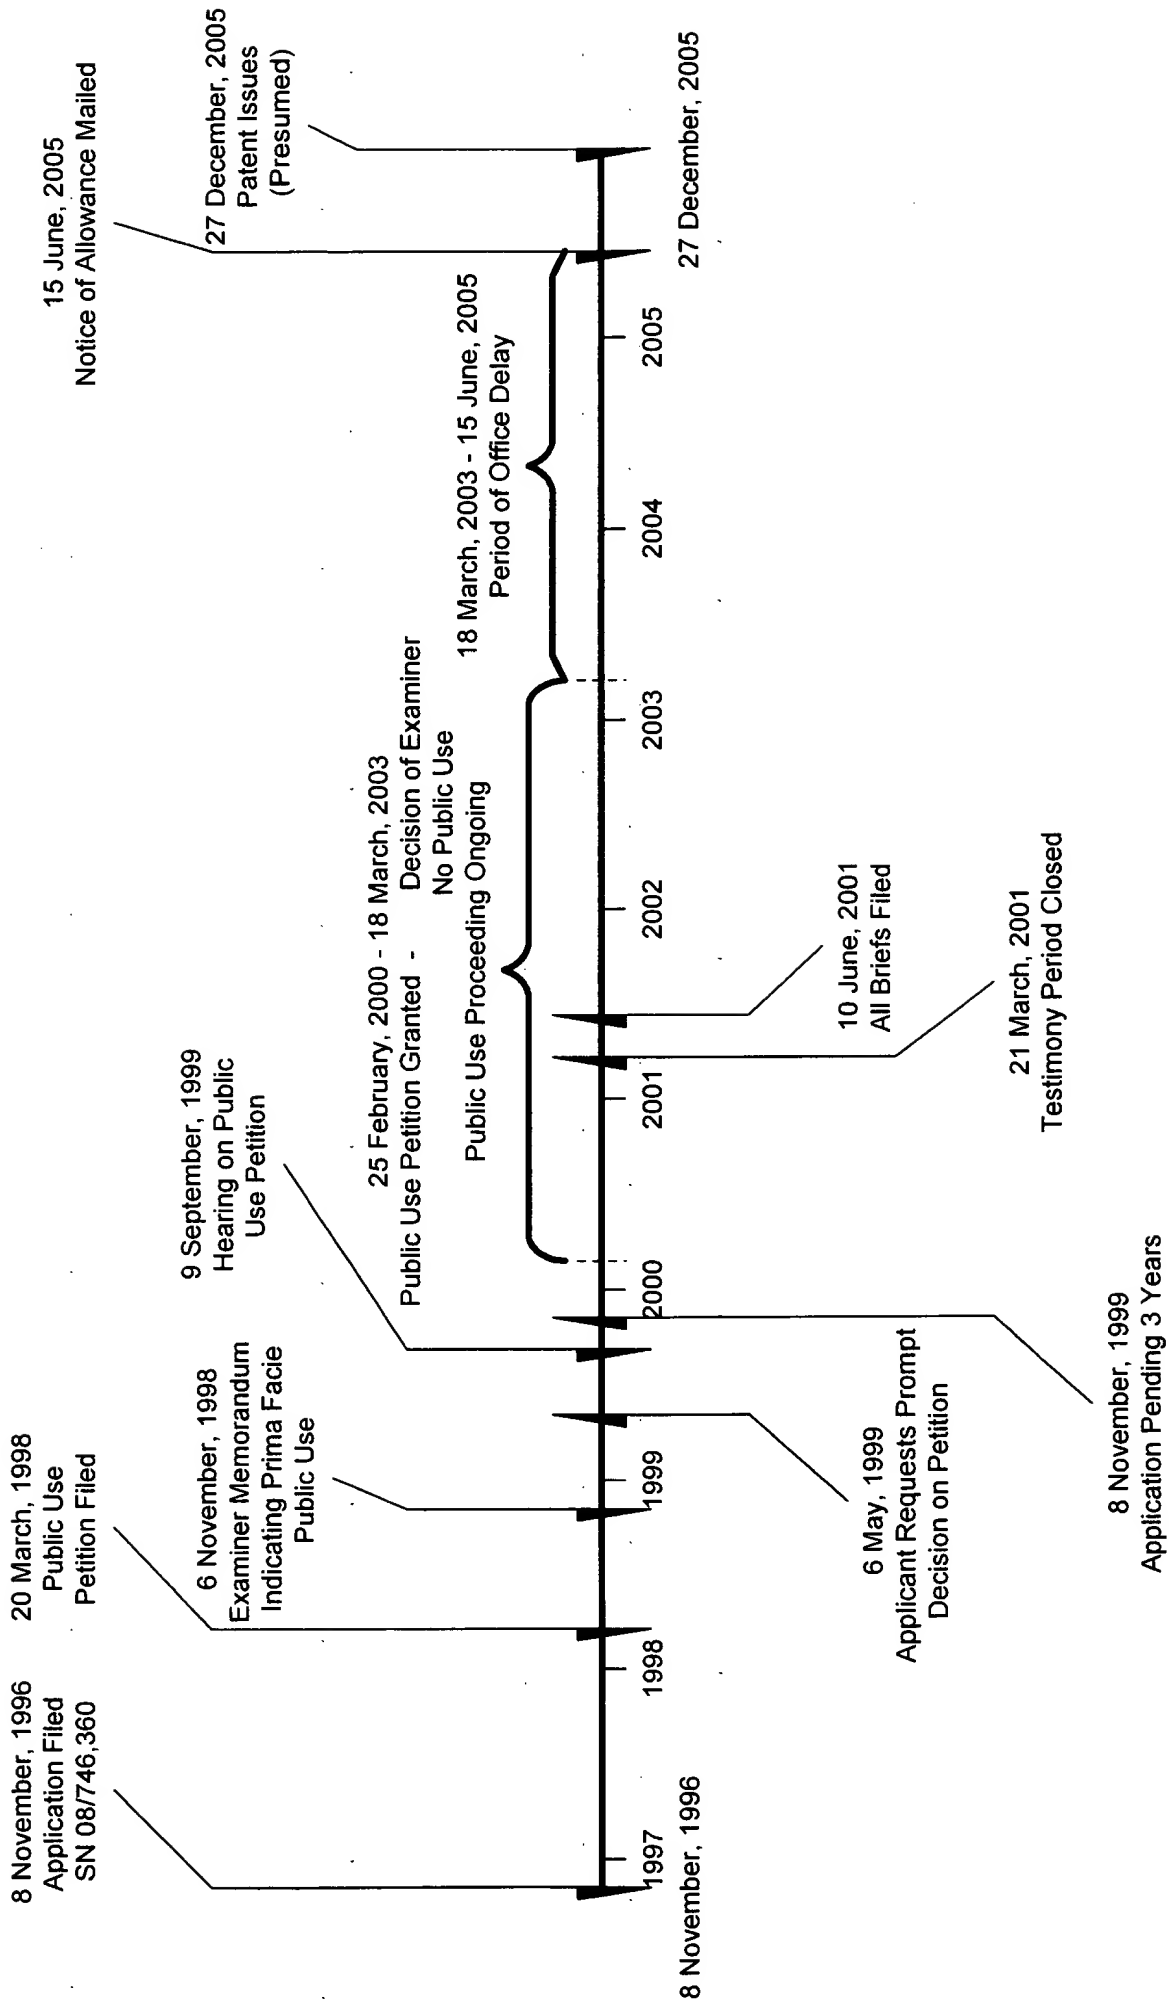 8 November, 1996
Application Filed
SN 08/746,360
20 March, 1998
Public Use
Petition Filed
6 November, 1998
Examiner Memorandum
Indicating Prima Facie
Public Use
9 September, 1999
Hearing on Public
Use Petition
25 February, 2000 - 18 March, 2003
Public Use Petition Granted - Decision of Examiner
No Public Use
Public Use Proceeding Ongoing
18 March, 2003 - 15 June, 2005
Period of Office Delay
15 June, 2005
Notice of Allowance Mailed
27 December, 2005
Patent Issues
(Presumed)
1997
1998
1999
2000
2001
2002
2003
2004
2005
8 November, 1996
27 December, 2005
6 May, 1999
Applicant Requests Prompt
Decision on Petition
8 November, 1999
Application Pending 3 Years
21 March, 2001
Testimony Period Closed
10 June, 2001
All Briefs Filed